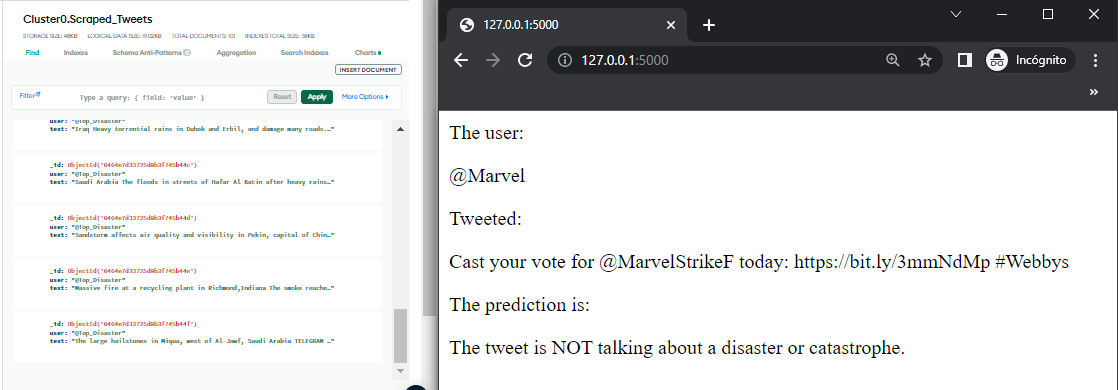 Cluster0.Scraped_Tweets
STORAGE SIZE: 48KB LOGICAL DATA SIZE: 19.02KB TOTAL DOCUMENTS: 101 INDEXES TOTAL SIZE: 36KB
Find Indexes Schema Anti-Patterns 0 Aggregation Search Indexes Charts
INSERT DOCUMENT
Filter Type a query: { field: 'value' } Reset Apply More Options
user: "@Top_Disaster"
text: "Iraq Heavy torrential rains in Duhok and Erbil, and damage many roads.…"
_id: ObjectId('6464e7d33725d0b3f745b44c')
user: "@Top_Disaster"
text: "Saudi Arabia The floods in streets of Hafar Al Batin after heavy rains…"
_id: ObjectId('6464e7d33725d0b3f745b44d')
user: "@Top_Disaster"
text: "Sandstorm affects air quality and visibility in Pekin, capital of Chin…"
_id: ObjectId('6464e7d33725d0b3f745b44e')
user: "@Top_Disaster"
text: "Massive fire at a recycling plant in Richmond,Indiana The smoke reache…"
_id: ObjectId('6464e7d33725d0b3f745b44f')
user: "@Top_Disaster"
text: "The large hailstones in Miqua, west of Al-Jawf, Saudi Arabia TELEGRAM …"
127.0.0.1:5000
127.0.0.1:5000 Incógnito
»
The user:
@Marvel
Tweeted:
Cast your vote for @MarvelStrikeF today: https://bit.ly/3mmNdMp #Webbys
The prediction is:
The tweet is NOT talking about a disaster or catastrophe.